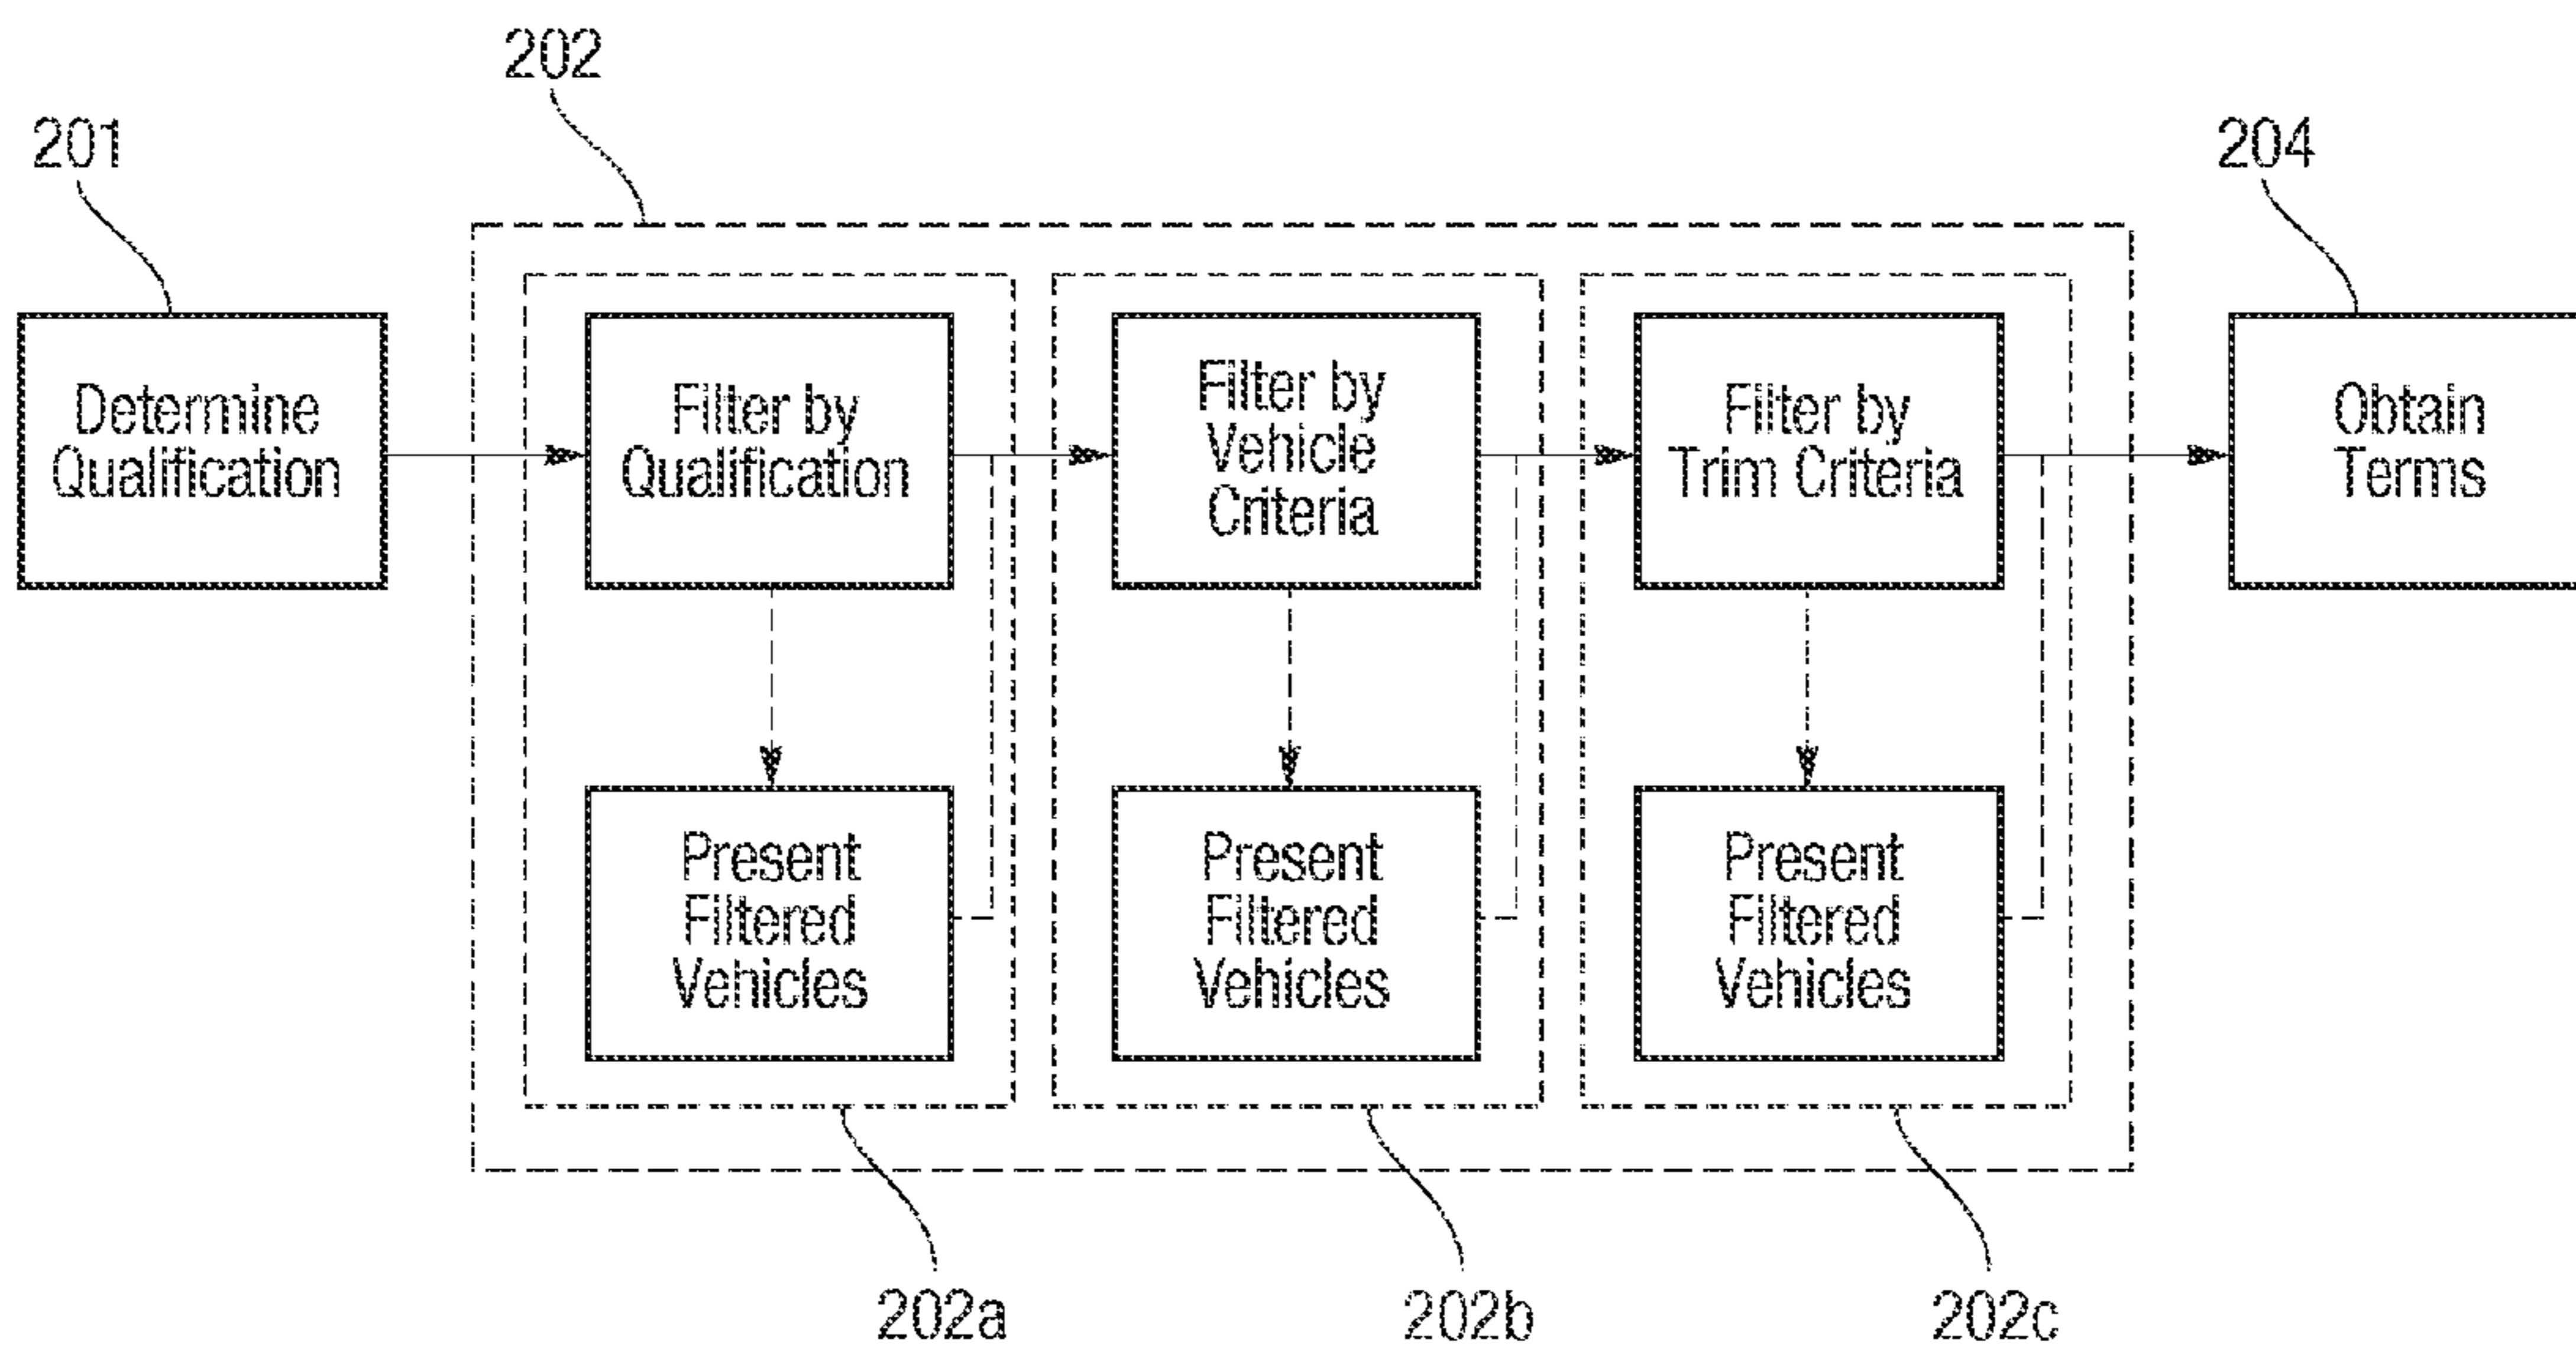 202
201
204
Determine
Qualification
Filter by
Qualification
Filter by
Vehicle
Criteria
Filter by
Trim Criteria
Obtain
Terms
Present
Filtered
Vehicles
Present
Filtered
Vehicles
Present
Filtered
Vehicles
202a
202b
202c